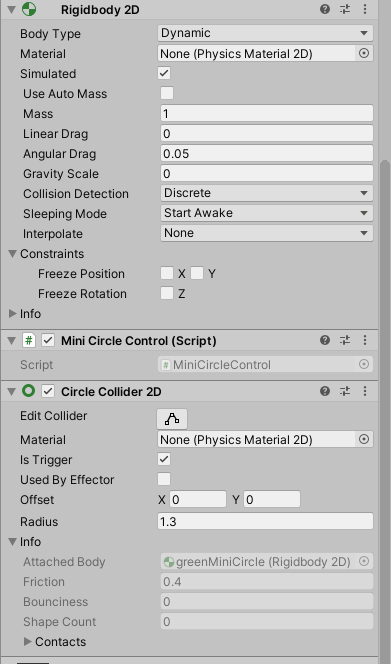 Rigidbody 2D
Body Type Dynamic
Material None (Physics Material 2D)
Simulated
Use Auto Mass
Mass 1
Linear Drag 0
Angular Drag 0.05
Gravity Scale 0
Collision Detection Discrete
Sleeping Mode Start Awake
Interpolate None
Constraints
Freeze Position X Y
Freeze Rotation Z
Info
# Mini Circle Control (Script)
Script # MiniCircleControl
Circle Collider 2D
Edit Collider
Material None (Physics Material 2D)
Is Trigger
Used By Effector
Offset X 0 Y 0
Radius 1.3
Info
Attached Body greenMiniCircle (Rigidbody 2D)
Friction 0.4
Bounciness 0
Shape Count 0
Contacts